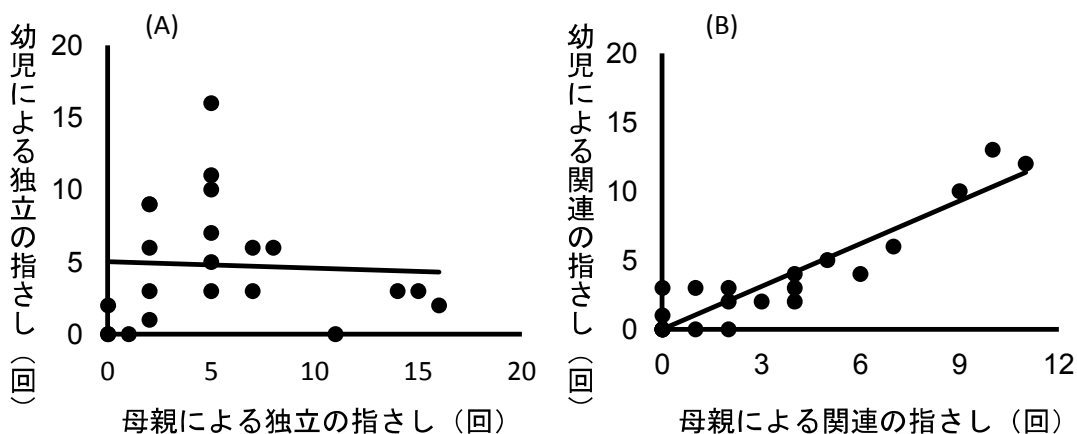 (A)
幼児による独立の指さし（回）
20
15
10
5
0
0 5 10 15 20
母親による独立の指さし（回）
(B)
幼児による関連の指さし（回）
20
15
10
5
0
0 3 6 9 12
母親による関連の指さし（回）